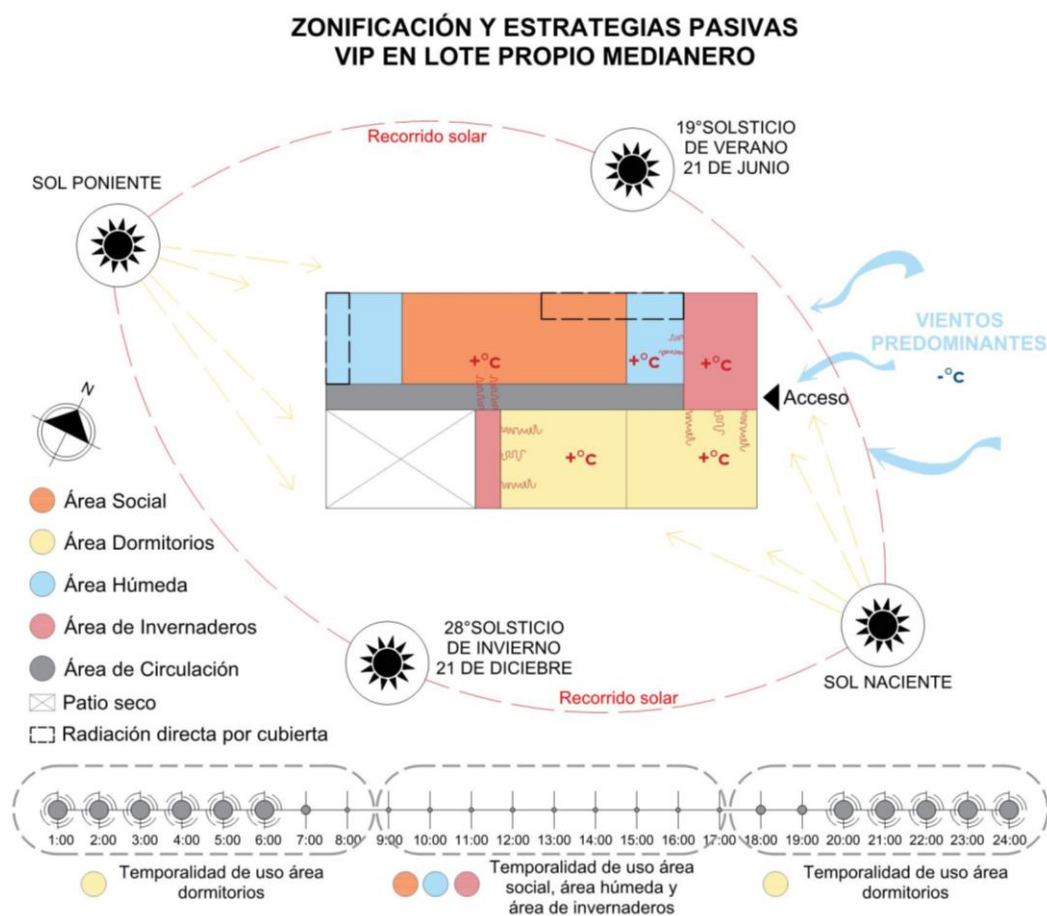 ZONIFICACIÓN Y ESTRATEGIAS PASIVAS
VIP EN LOTE PROPIO MEDIANERO
Recorrido solar
19°SOLSTICIO
DE VERANO
21 DE JUNIO
SOL PONIENTE
VIENTOS
PREDOMINANTES
-°C
+°C
+°C
+°C
Acceso
N
+°C
+°C
Área Social
Área Dormitorios
Área Húmeda
Área de Invernaderos
Área de Circulación
Patio seco
Radiación directa por cubierta
28°SOLSTICIO
DE INVIERNO
21 DE DICIEBRE
Recorrido solar
SOL NACIENTE
1:00 2:00 3:00 4:00 5:00 6:00 7:00 8:00 9:00 10:00 11:00 12:00 13:00 14:00 15:00 16:00 17:00 18:00 19:00 20:00 21:00 22:00 23:00 24:00
Temporalidad de uso área
dormitorios
Temporalidad de uso área
social, área húmeda y
área de invernaderos
Temporalidad de uso área
dormitorios